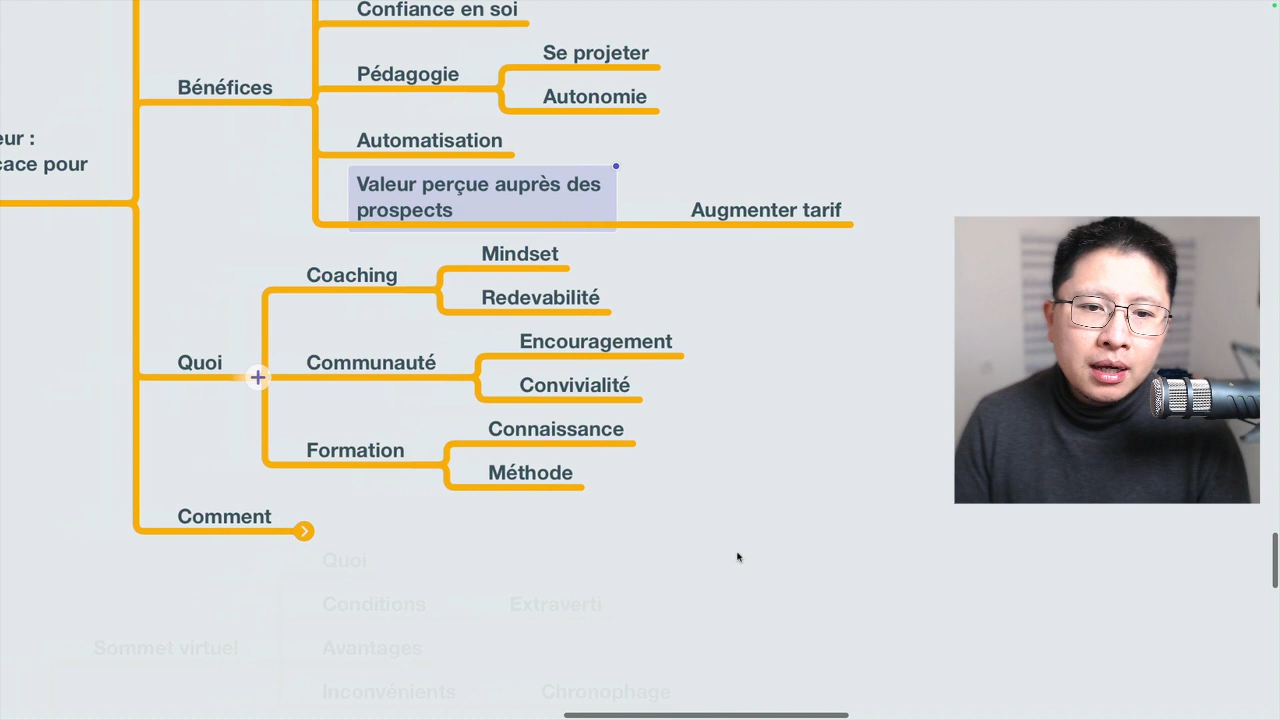 Confiance en soi
Se projeter
Pédagogie
Bénéfices
Autonomie
eur :
Automatisation
cace pour
Valeur perçue auprès des
prospects
Augmenter tarif
Mindset
Coaching
Redevabilité
Encouragement
Quoi
Communauté
Convivialité
Connaissance
Formation
Méthode
Comment
Quoi
Conditions
Extraverti
Sommet virtuel
Avantages
Inconvénients
Chronophage